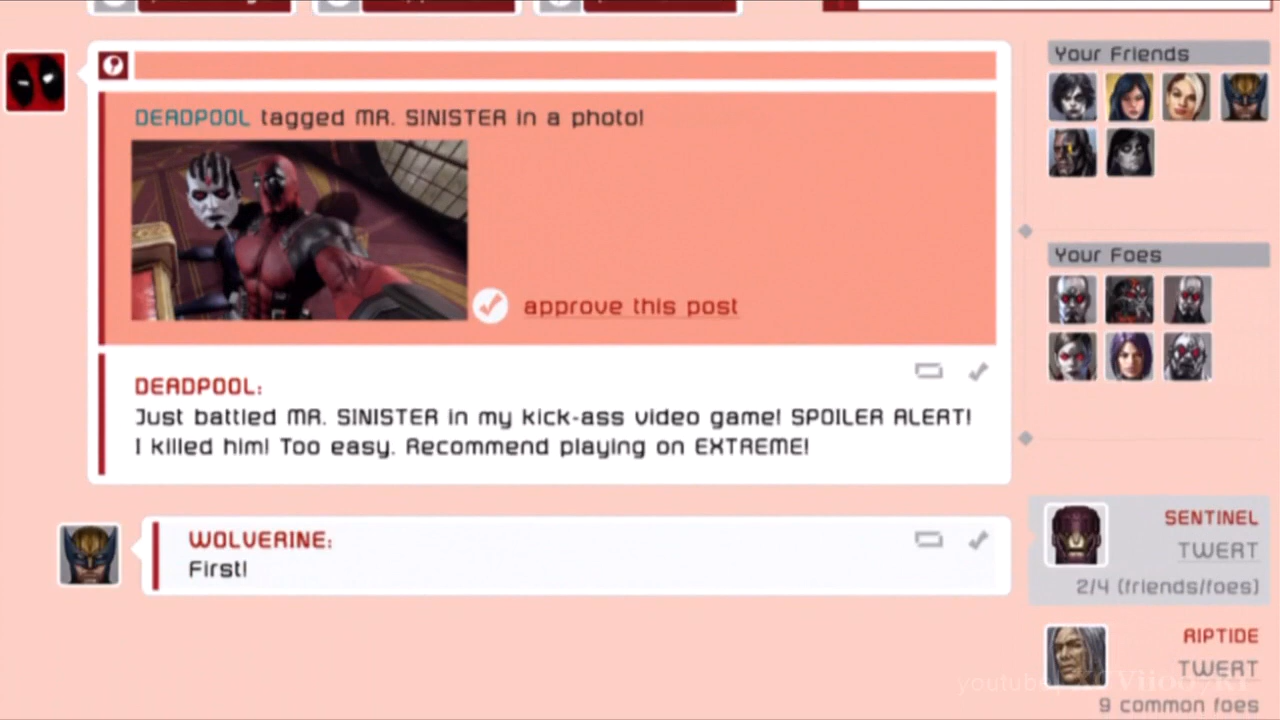 Your Friends
DEADPOOL tagged MR. SINISTER in a photo!
Your Foes
approve this post
DEADPOOL:
Just battled MR. SINISTER in my kick-ass video game! SPOILER ALERT!
I killed him! Too easy. Recommend playing on EXTREME!
SENTINEL
WOLVERINE:
TWERT
First!
2/4 (friends/foes)
RIPTIDE
TWERT
youtube/
9 common foes